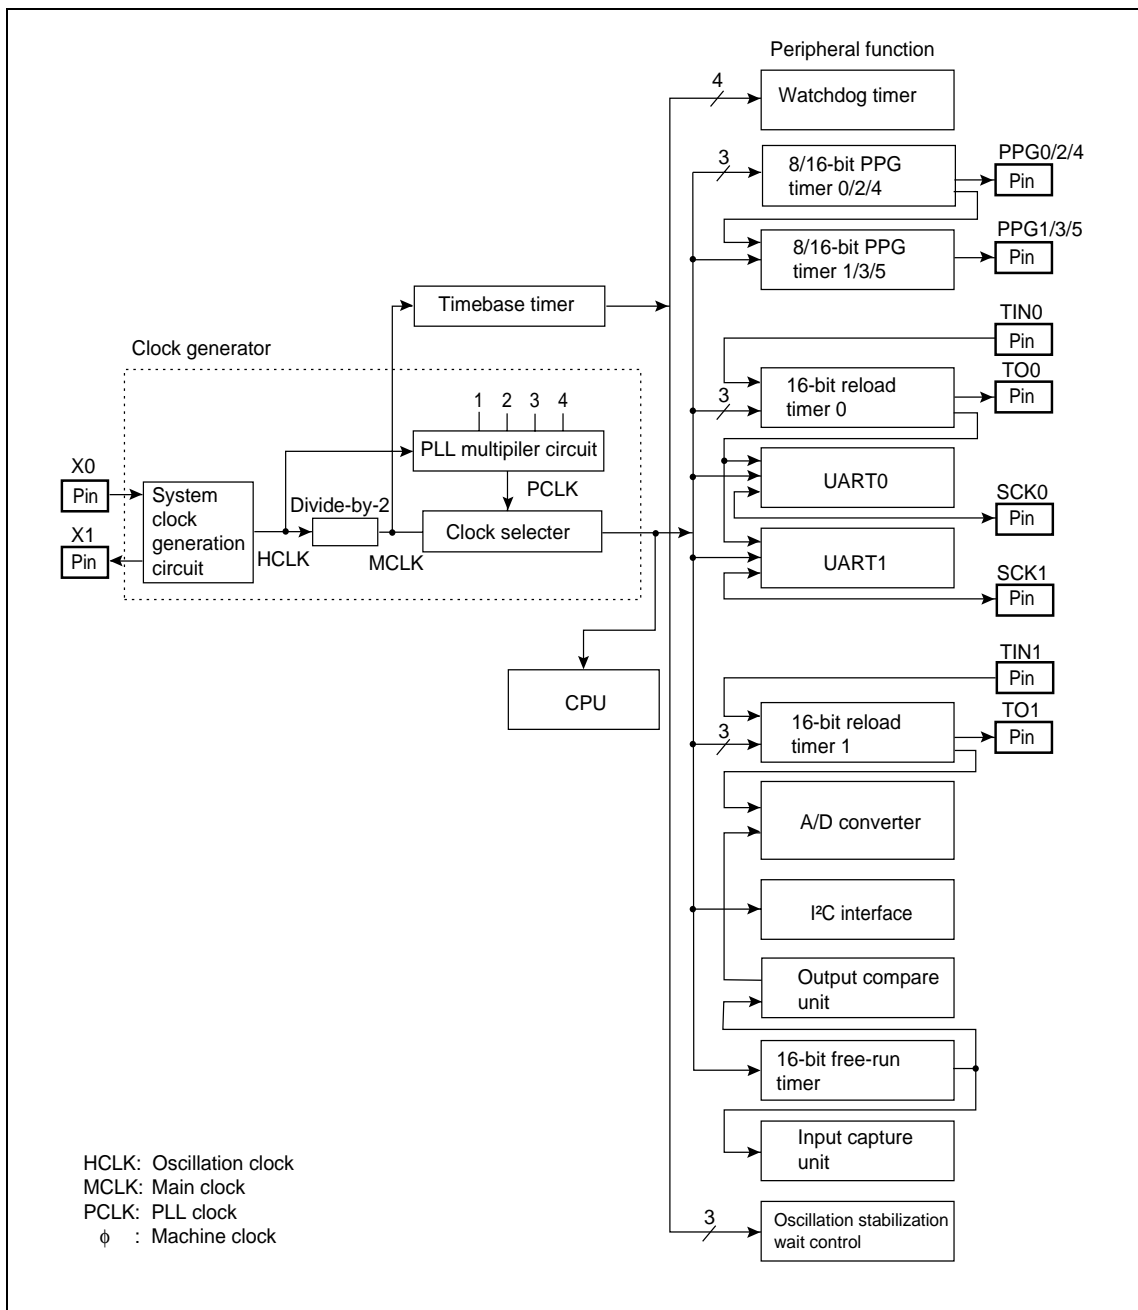 Peripheral function
4
Watchdog timer
3
8/16-bit PPG
timer 0/2/4
PPG0/2/4
Pin
8/16-bit PPG
timer 1/3/5
PPG1/3/5
Pin
Timebase timer
TIN0
Pin
Clock generator
3
16-bit reload
timer 0
TO0
Pin
1 2 3 4
PLL multipiler circuit
PCLK
X0
Pin
X1
Pin
System
clock
generation
circuit
HCLK
Divide-by-2
MCLK
Clock selecter
UART0
SCK0
Pin
UART1
SCK1
Pin
CPU
TIN1
Pin
3
16-bit reload
timer 1
TO1
Pin
A/D converter
I²C interface
Output compare
unit
16-bit free-run
timer
Input capture
unit
3
Oscillation stabilization
wait control
HCLK: Oscillation clock
MCLK: Main clock
PCLK: PLL clock
ϕ : Machine clock